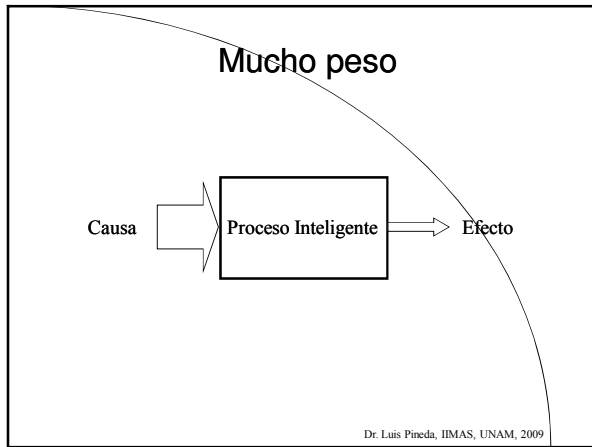 Mucho peso
Causa Proceso Inteligente Efecto
Dr. Luis Pineda, IIMAS, UNAM, 2009